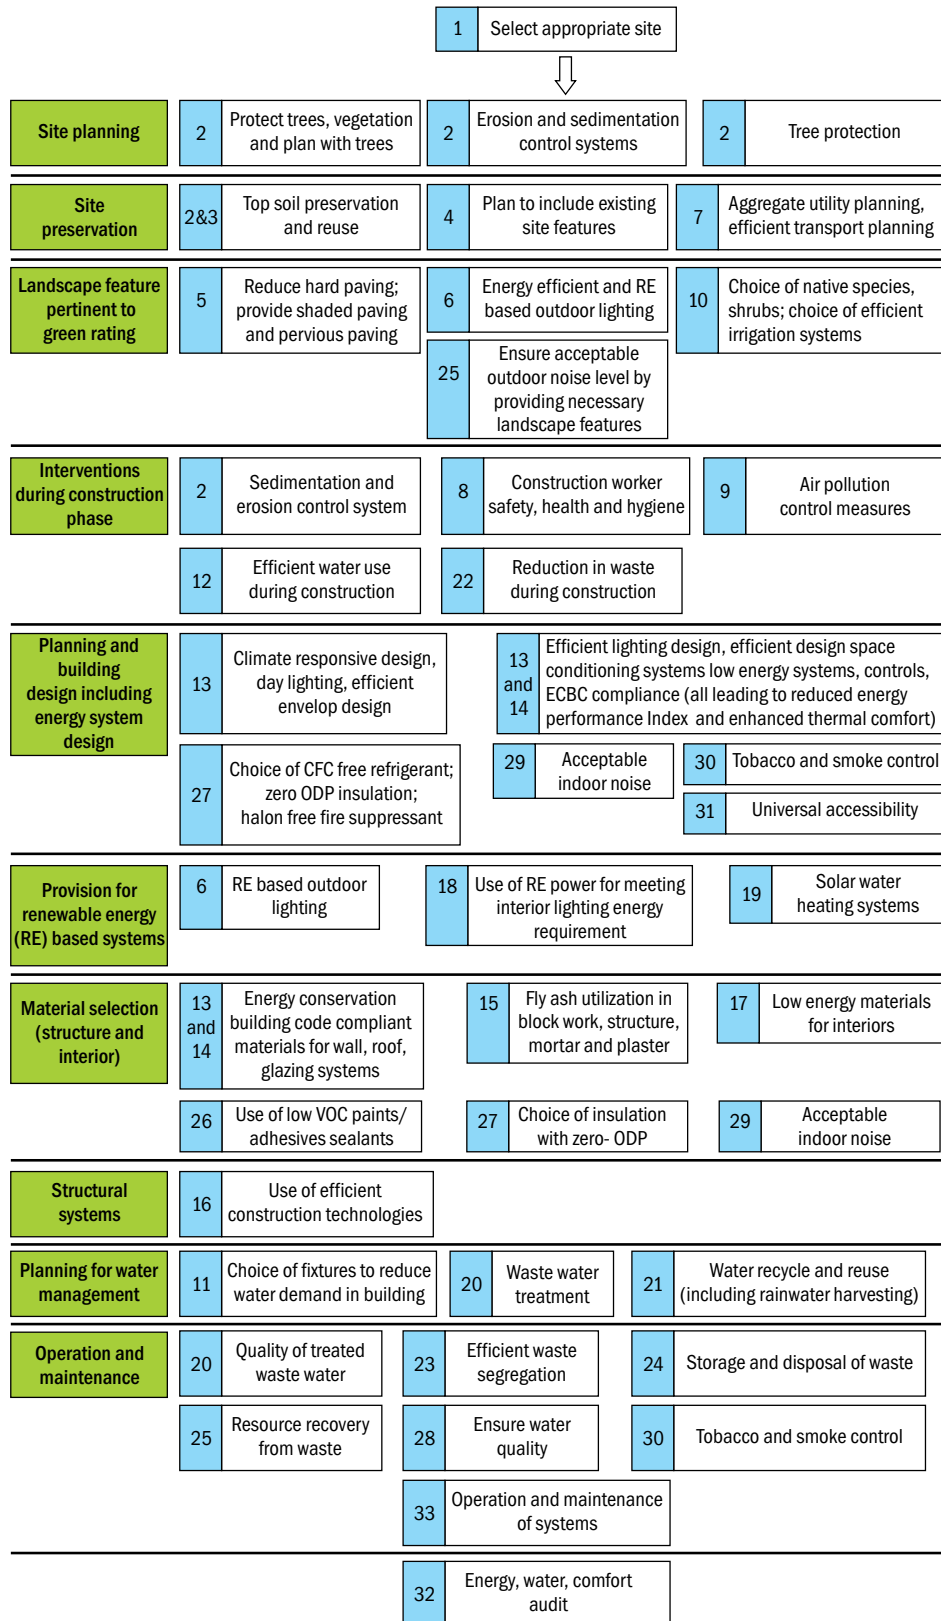 1
Select appropriate site
Site planning
2
Protect trees, vegetation
and plan with trees
2
Erosion and sedimentation
control systems
2
Tree protection
Site
preservation
2&3
Top soil preservation
and reuse
4
Plan to include existing
site features
7
Aggregate utility planning,
efficient transport planning
Landscape feature
pertinent to
green rating
5
Reduce hard paving;
provide shaded paving
and pervious paving
6
Energy efficient and RE
based outdoor lighting
10
Choice of native species,
shrubs; choice of efficient
irrigation systems
25
Ensure acceptable
outdoor noise level by
providing necessary
landscape features
Interventions
during construction
phase
2
Sedimentation and
erosion control system
8
Construction worker
safety, health and hygiene
9
Air pollution
control measures
12
Efficient water use
during construction
22
Reduction in waste
during construction
Planning and
building
design including
energy system
design
13
Climate responsive design,
day lighting, efficient
envelop design
13
and
14
Efficient lighting design, efficient design space
conditioning systems low energy systems, controls,
ECBC compliance (all leading to reduced energy
performance Index and enhanced thermal comfort)
27
Choice of CFC free refrigerant;
zero ODP insulation;
halon free fire suppressant
29
Acceptable
indoor noise
30
Tobacco and smoke control
31
Universal accessibility
Provision for
renewable energy
(RE) based systems
6
RE based outdoor
lighting
18
Use of RE power for meeting
interior lighting energy
requirement
19
Solar water
heating systems
Material selection
(structure and
interior)
13
and
14
Energy conservation
building code compliant
materials for wall, roof,
glazing systems
15
Fly ash utilization in
block work, structure,
mortar and plaster
17
Low energy materials
for interiors
26
Use of low VOC paints/
adhesives sealants
27
Choice of insulation
with zero- ODP
29
Acceptable
indoor noise
Structural
systems
16
Use of efficient
construction technologies
Planning for water
management
11
Choice of fixtures to reduce
water demand in building
20
Waste water
treatment
21
Water recycle and reuse
(including rainwater harvesting)
Operation and
maintenance
20
Quality of treated
waste water
23
Efficient waste
segregation
24
Storage and disposal of waste
25
Resource recovery
from waste
28
Ensure water
quality
30
Tobacco and smoke control
33
Operation and maintenance
of systems
32
Energy, water, comfort
audit